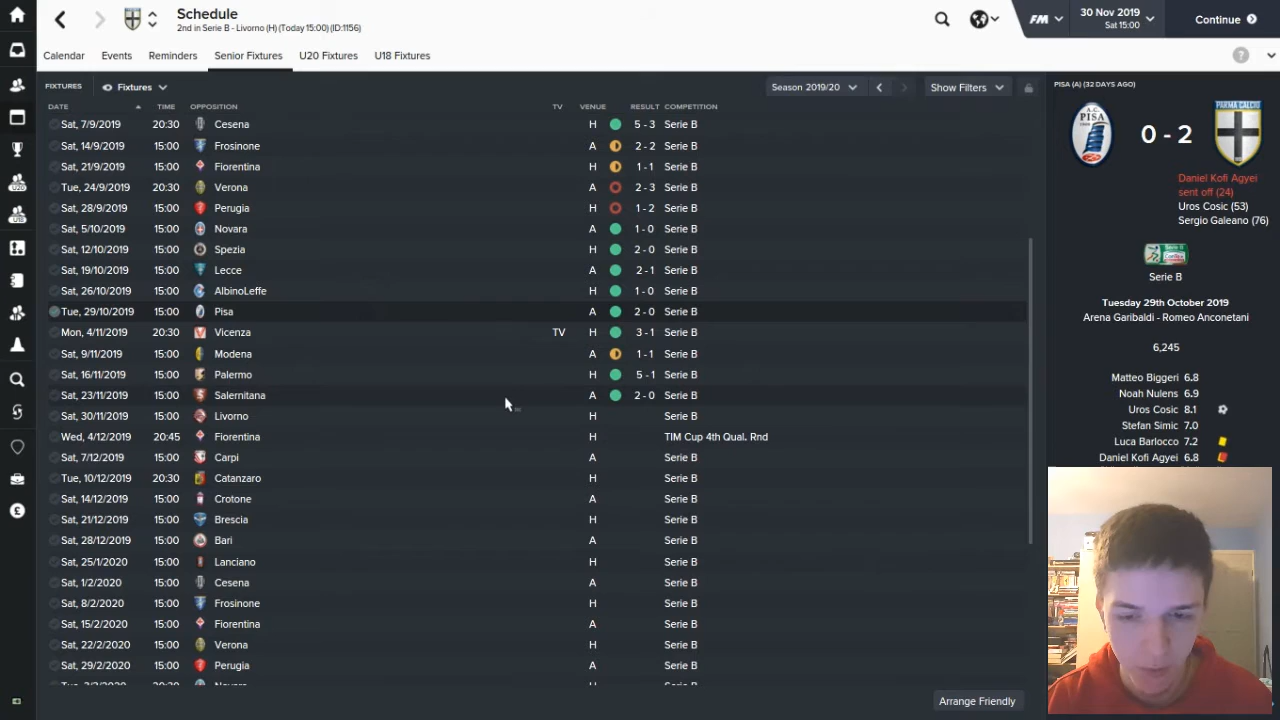 Schedule
2nd in Serie B - Livorno (H) (Today 15:00) (ID:1156)
FM
30 Nov 2019
Sat 15:00
Continue
Calendar Events Reminders Senior Fixtures U20 Fixtures U18 Fixtures
FIXTURES Fixtures Season 2019/20 Show Filters
DATE TIME OPPOSITION TV VENUE RESULT COMPETITION
Sat, 7/9/2019 20:30 Cesena H 5 - 3 Serie B
Sat, 14/9/2019 15:00 Frosinone A 2 - 2 Serie B
Sat, 21/9/2019 15:00 Fiorentina H 1 - 1 Serie B
Tue, 24/9/2019 20:30 Verona A 2 - 3 Serie B
Sat, 28/9/2019 15:00 Perugia H 1 - 2 Serie B
Sat, 5/10/2019 15:00 Novara A 1 - 0 Serie B
Sat, 12/10/2019 15:00 Spezia H 2 - 0 Serie B
Sat, 19/10/2019 15:00 Lecce A 2 - 1 Serie B
Sat, 26/10/2019 15:00 AlbinoLeffe H 1 - 0 Serie B
Tue, 29/10/2019 15:00 Pisa A 2 - 0 Serie B
Mon, 4/11/2019 20:30 Vicenza TV H 3 - 1 Serie B
Sat, 9/11/2019 15:00 Modena A 1 - 1 Serie B
Sat, 16/11/2019 15:00 Palermo H 5 - 1 Serie B
Sat, 23/11/2019 15:00 Salernitana A 2 - 0 Serie B
Sat, 30/11/2019 15:00 Livorno H Serie B
Wed, 4/12/2019 20:45 Fiorentina H TIM Cup 4th Qual. Rnd
Sat, 7/12/2019 15:00 Carpi A Serie B
Tue, 10/12/2019 20:30 Catanzaro H Serie B
Sat, 14/12/2019 15:00 Crotone A Serie B
Sat, 21/12/2019 15:00 Brescia H Serie B
Sat, 28/12/2019 15:00 Bari A Serie B
Sat, 25/1/2020 15:00 Lanciano H Serie B
Sat, 1/2/2020 15:00 Cesena A Serie B
Sat, 8/2/2020 15:00 Frosinone H Serie B
Sat, 15/2/2020 15:00 Fiorentina A Serie B
Sat, 22/2/2020 15:00 Verona H Serie B
Sat, 29/2/2020 15:00 Perugia A Serie B
Arrange Friendly
PISA (A) (32 DAYS AGO)
A.C. PISA
0 - 2
PARMA CALCIO
Daniel Kofi Agyei
sent off (24)
Uros Cosic (53)
Sergio Galeano (76)
Serie B
Tuesday 29th October 2019
Arena Garibaldi - Romeo Anconetani
6,245
Matteo Biggeri 6.8
Noah Nulens 6.9
Uros Cosic 8.1
Stefan Simic 7.0
Luca Barlocco 7.2
Daniel Kofi Agyei 6.8